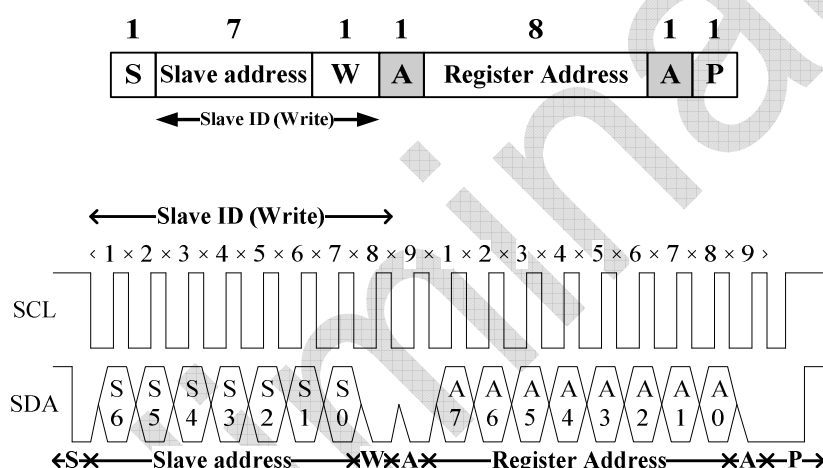 1 7 1 1 8 1 1
S Slave address W A Register Address A P
Slave ID (Write)
Slave ID (Write)
‹ 1 × 2 × 3 × 4 × 5 × 6 × 7 × 8 × 9 × 1 × 2 × 3 × 4 × 5 × 6 × 7 × 8 × 9 ›
SCL
SDA
S6 S5 S4 S3 S2 S1 S0 A7 A6 A5 A4 A3 A2 A1 A0
S Slave address W A Register Address A P